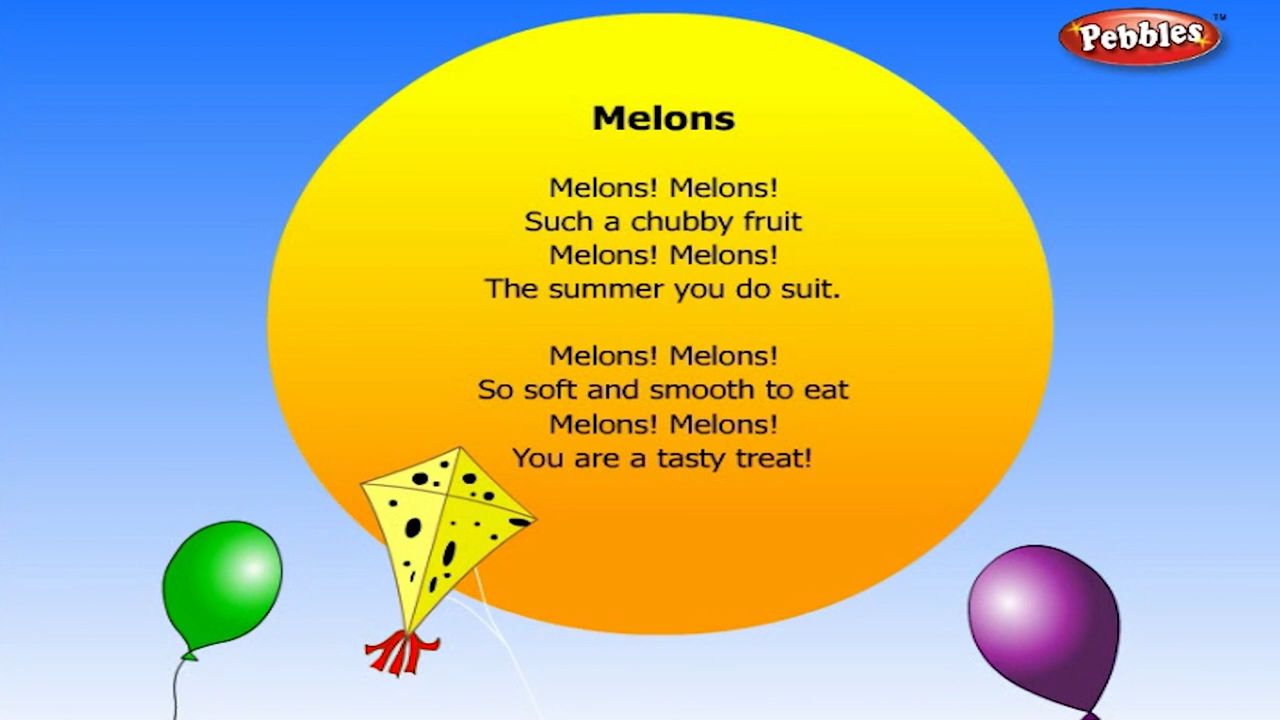 Pebbles™
Melons
Melons! Melons!
Such a chubby fruit
Melons! Melons!
The summer you do suit.
Melons! Melons!
So soft and smooth to eat
Melons! Melons!
You are a tasty treat!